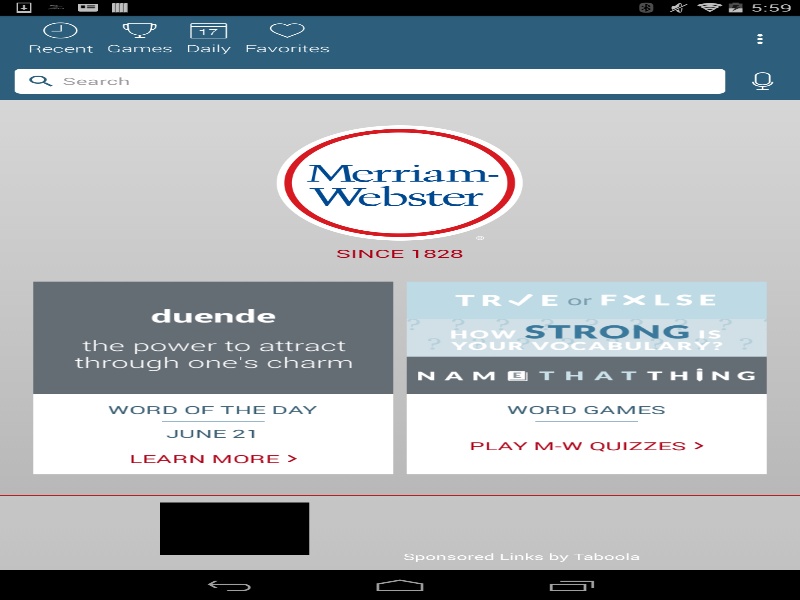 5:59
17
Recent
Games
Daily
Favorites
Search
Merriam-
Webster
®
SINCE 1828
duende
the power to attract
through one's charm
WORD OF THE DAY
JUNE 21
LEARN MORE >
TR✓E or FXLSE
HOW STRONG IS
YOUR VOCABULARY?
NAM E THAT THING
WORD GAMES
PLAY M-W QUIZZES >
Sponsored Links by Taboola